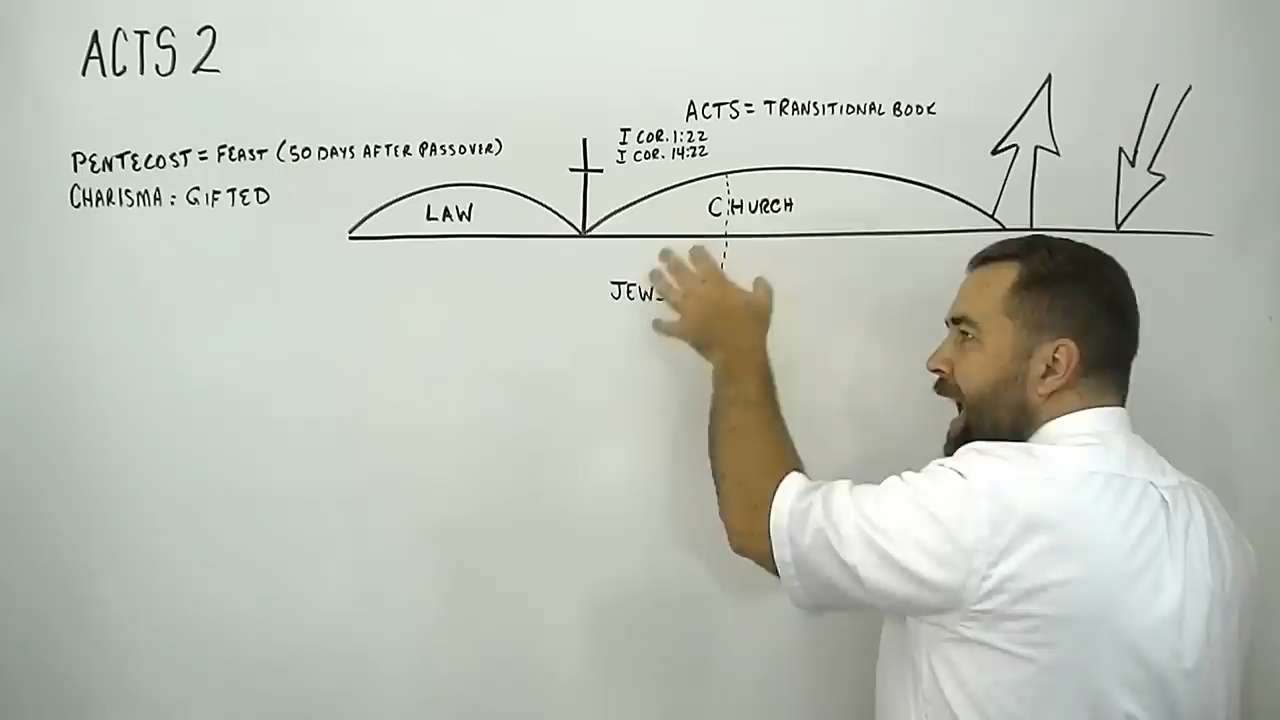 ACTS 2
ACTS = TRANSITIONAL BOOK
I COR. 1:22
I COR. 14:22
PENTECOST = FEAST (50 DAYS AFTER PASSOVER)
CHARISMA: GIFTED
LAW
CHURCH